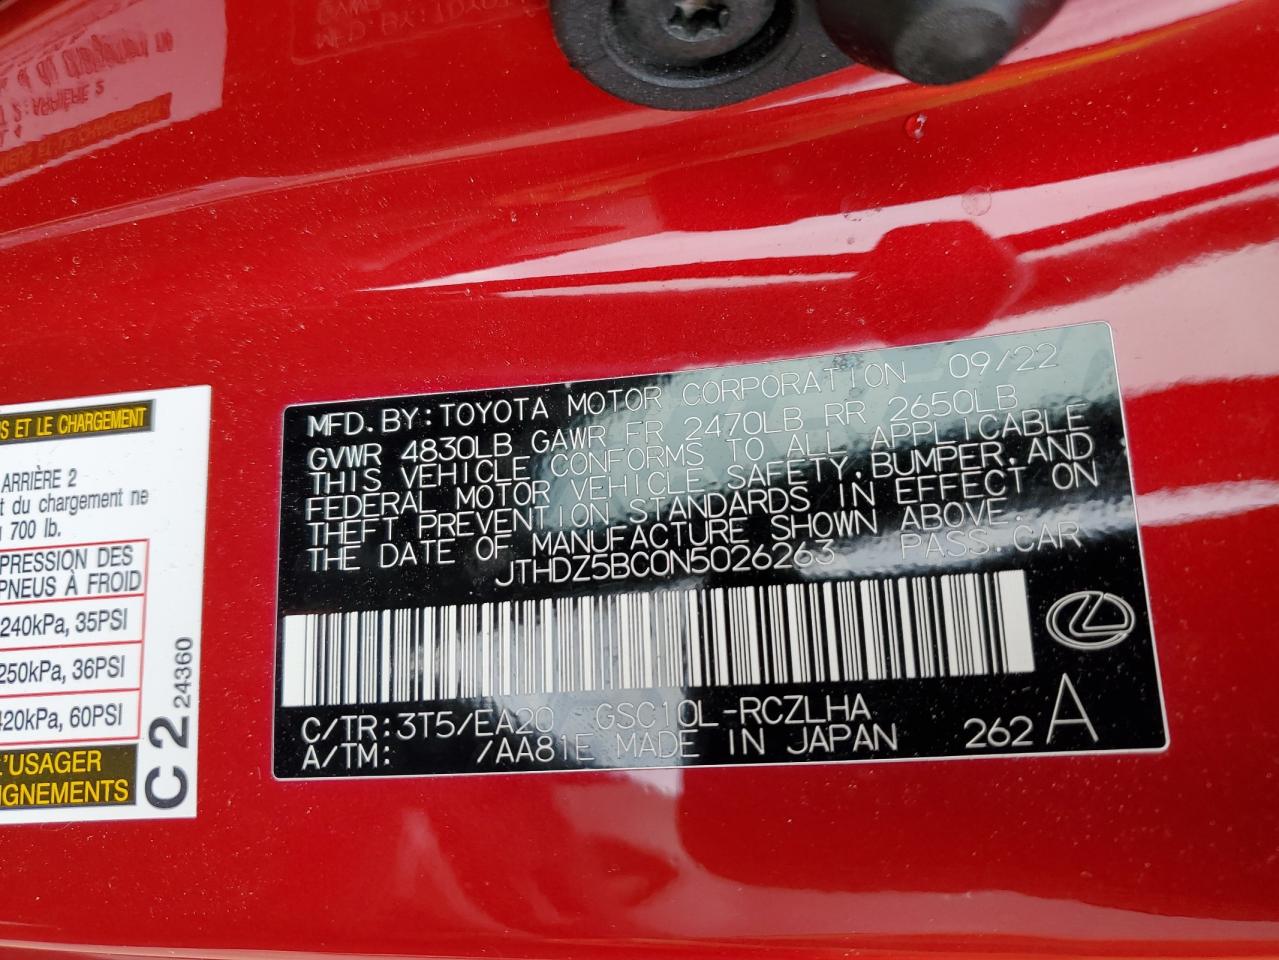 S ET LE CHARGEMENT
ARRIÈRE 2
t du chargement ne
700 lb.
PRESSION DES
PNEUS À FROID
240kPa, 35PSI
250kPa, 36PSI
420kPa, 60PSI
L'USAGER
IGNEMENTS
C2
24360
MFD. BY: TOYOTA MOTOR CORPORATION 09/22
GVWR 4830LB GAWR FR 2470LB RR 2650LB
THIS VEHICLE CONFORMS TO ALL APPLICABLE
FEDERAL MOTOR VEHICLE SAFETY, BUMPER, AND
THEFT PREVENTION STANDARDS IN EFFECT ON
THE DATE OF MANUFACTURE SHOWN ABOVE.
JTHDZ5BC0N5026263 PASS. CAR
C/TR: 3T5/EA20 GSC10L-RCZLHA
A/TM: /AA81E MADE IN JAPAN 262 A